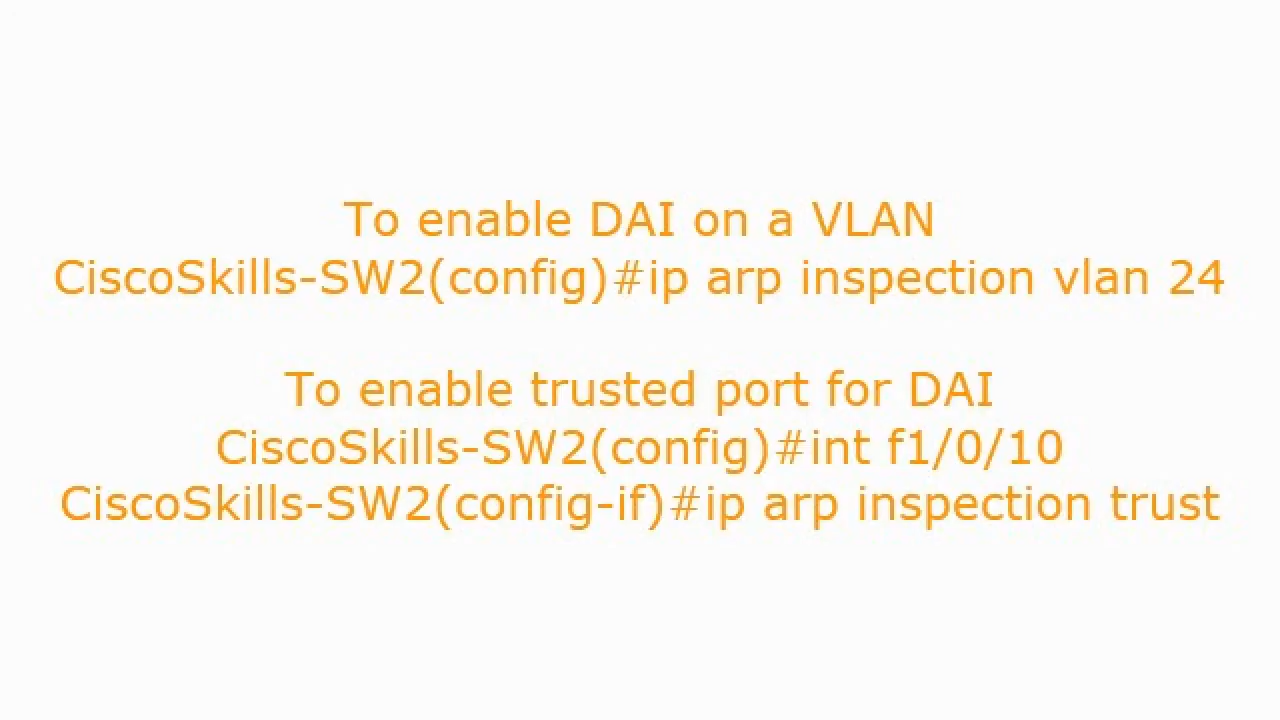 To enable DAI on a VLAN
CiscoSkills-SW2(config)#ip arp inspection vlan 24
To enable trusted port for DAI
CiscoSkills-SW2(config)#int f1/0/10
CiscoSkills-SW2(config-if)#ip arp inspection trust